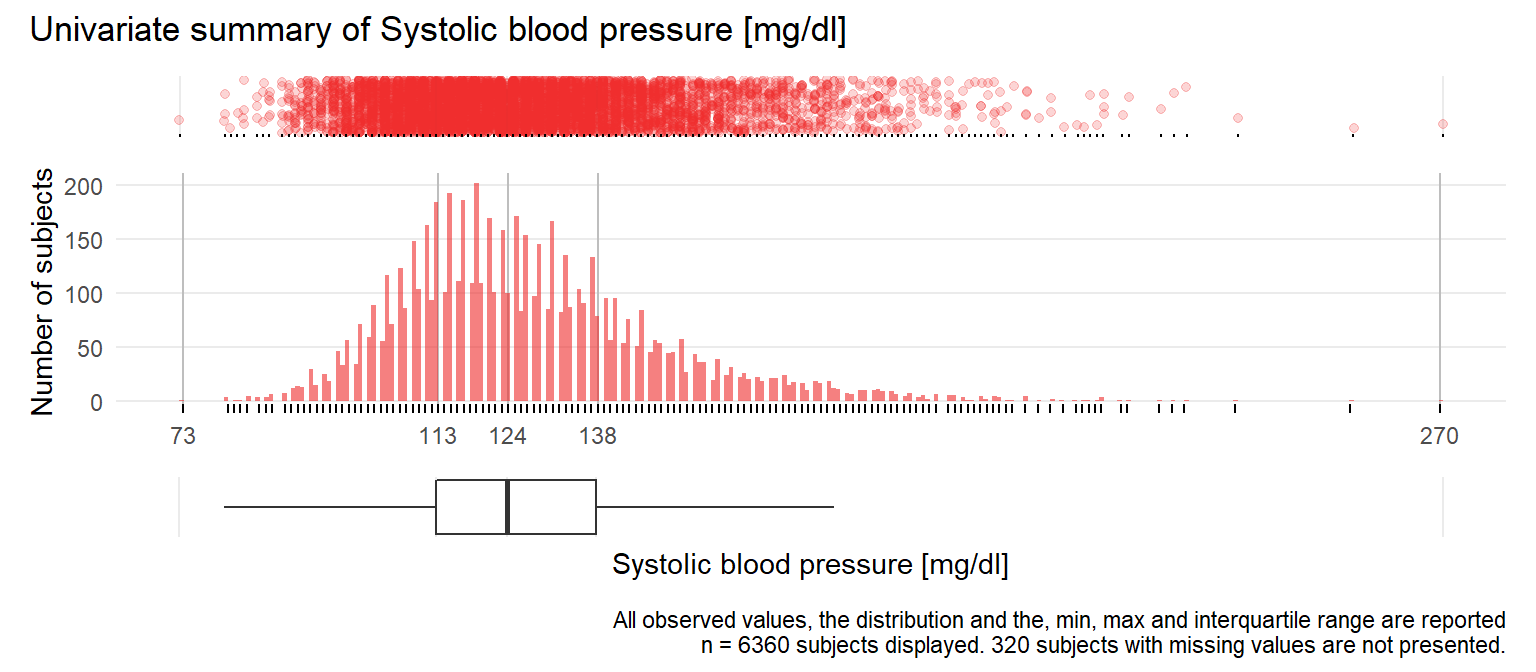 Univariate summary of Systolic blood pressure [mg/dl]
Number of subjects
200
150
100
50
0
73 113 124 138 270
Systolic blood pressure [mg/dl]
All observed values, the distribution and the, min, max and interquartile range are reported
n = 6360 subjects displayed. 320 subjects with missing values are not presented.